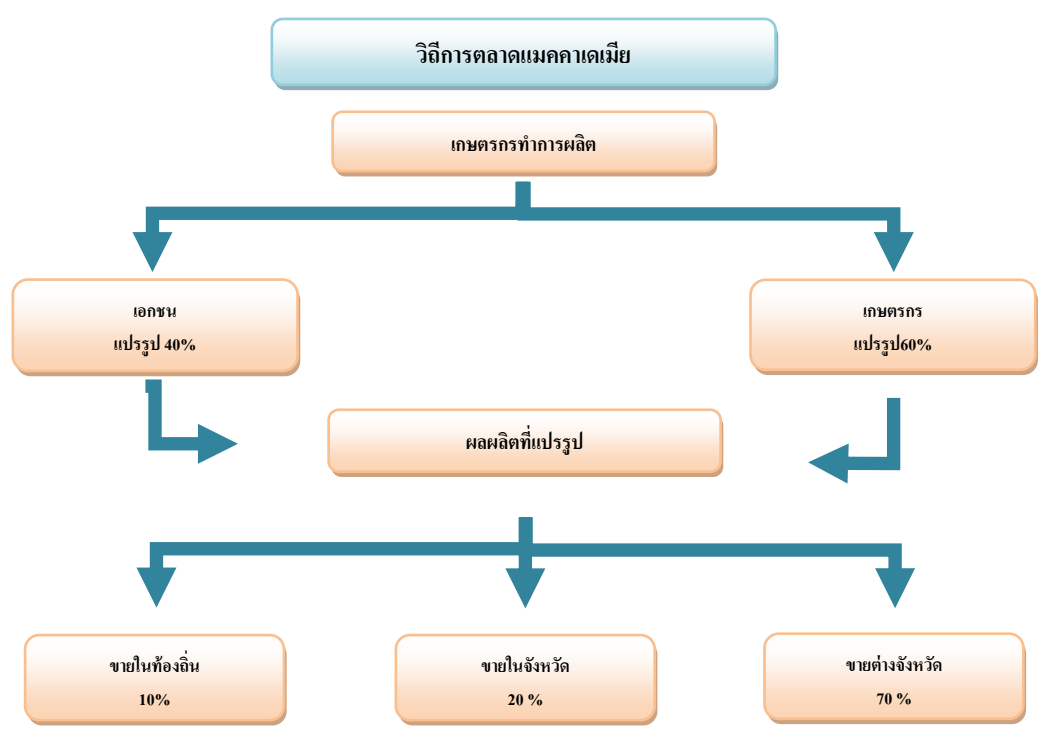 วิถีการตลาดแมคคาเดเมีย
เกษตรกรทำการผลิต
เอกชน
แปรรูป 40%
เกษตรกร
แปรรูป60%
ผลผลิตที่แปรรูป
ขายในท้องถิ่น
10%
ขายในจังหวัด
20 %
ขายต่างจังหวัด
70 %